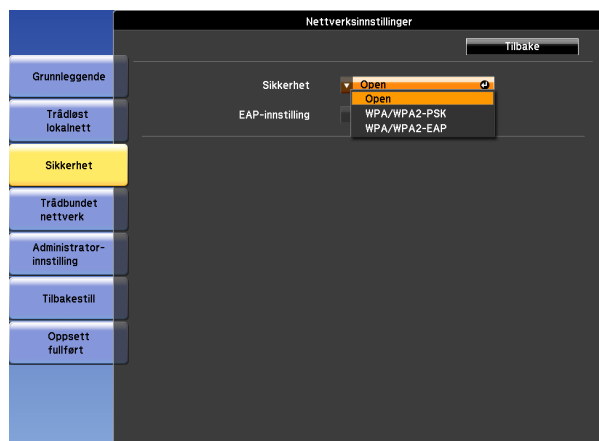 Nettverksinnstillinger
Tilbake
Grunnleggende
Trådløst
lokalnett
Sikkerhet
Trådbundet
nettverk
Administrator-
innstilling
Tilbakestill
Oppsett
fullført
Sikkerhet
Open
Open
WPA/WPA2-PSK
WPA/WPA2-EAP
EAP-innstilling